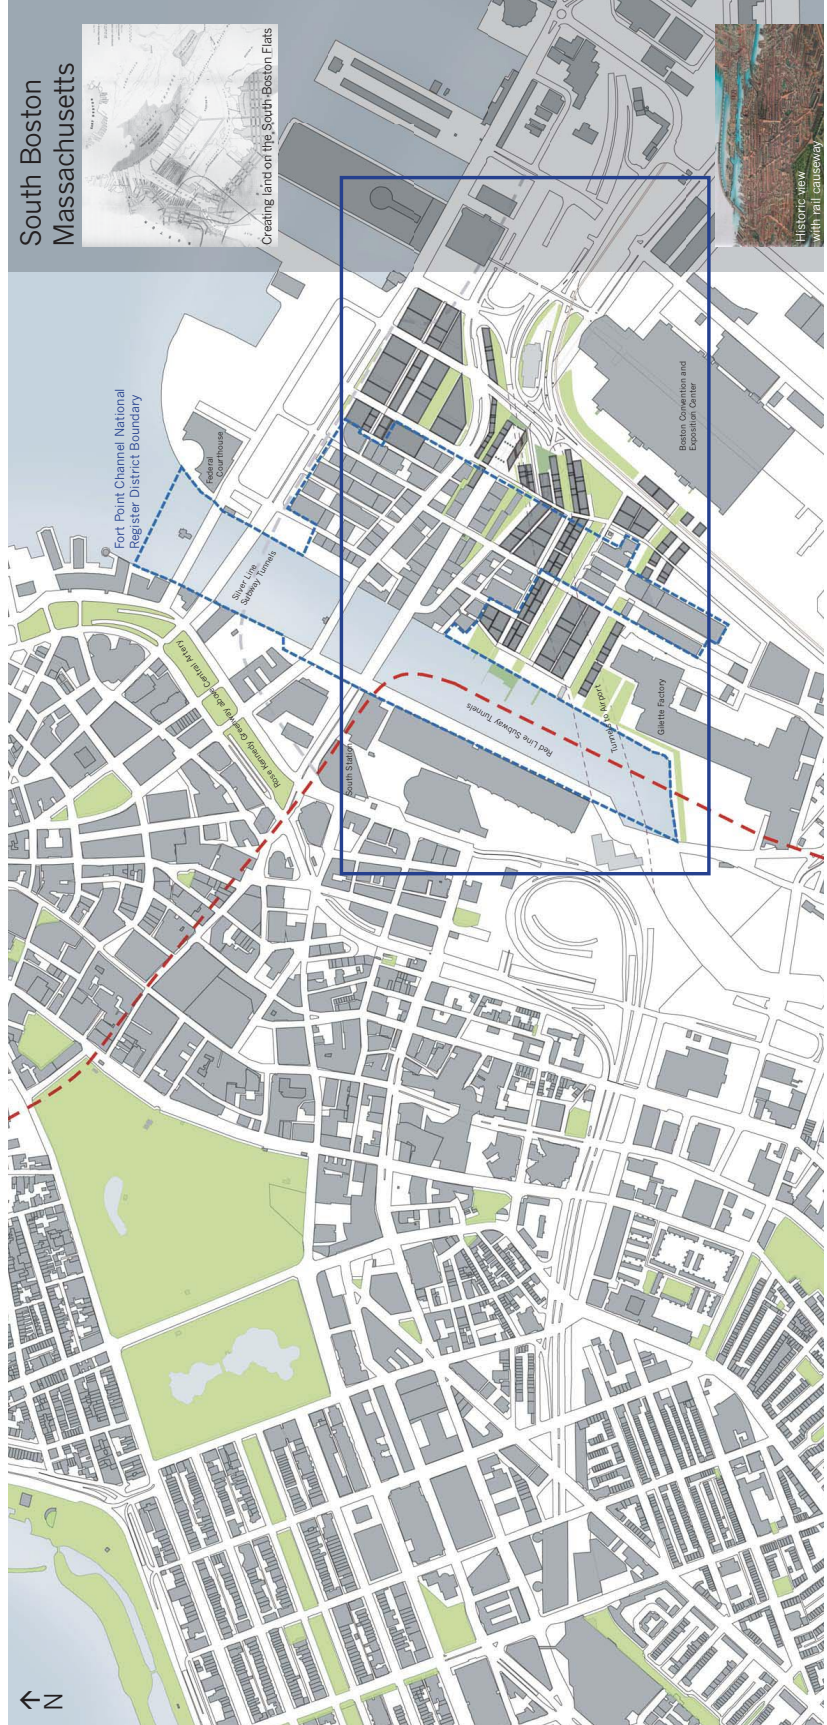 South Boston
Massachusetts
Creating land on the South Boston Flats
Historic view
with rail causeway
Fort Point Channel National
Register District Boundary
Federal
Courthouse
Silver Line
Subway Tunnels
Rose Kennedy Greenway above Central Artery
South Station
Red Line Subway Tunnels
Tunnels to Airport
Gilette Factory
Boston Convention and
Exposition Center
N